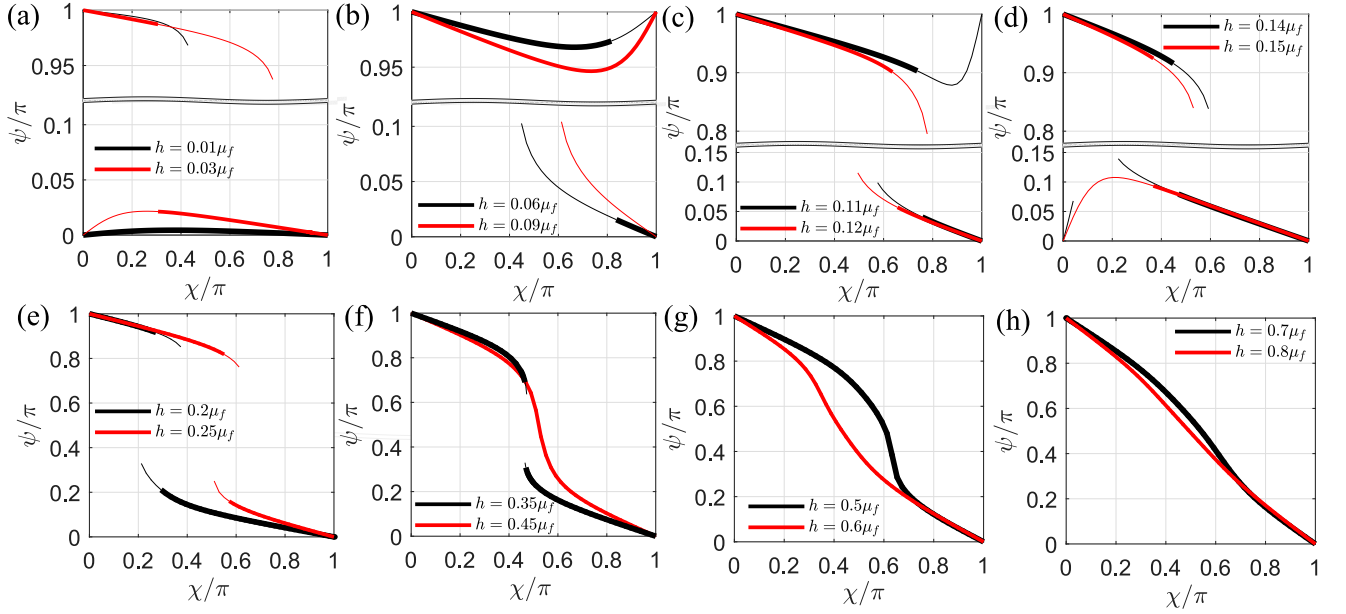 (a)
1
0.95
0.1
0.05
0
ψ/π
h = 0.01μ_f
h = 0.03μ_f
0 0.2 0.4 0.6 0.8 1
χ/π
(b)
1
0.95
0.1
0.05
0
ψ/π
h = 0.06μ_f
h = 0.09μ_f
0 0.2 0.4 0.6 0.8 1
χ/π
(c)
1
0.9
0.8
0.15
0.1
0.05
0
ψ/π
h = 0.11μ_f
h = 0.12μ_f
0 0.2 0.4 0.6 0.8 1
χ/π
(d)
1
0.9
0.8
0.15
0.1
0.05
0
ψ/π
h = 0.14μ_f
h = 0.15μ_f
0 0.2 0.4 0.6 0.8 1
χ/π
(e)
1
0.8
0.6
0.4
0.2
0
ψ/π
h = 0.2μ_f
h = 0.25μ_f
0 0.2 0.4 0.6 0.8 1
χ/π
(f)
1
0.8
0.6
0.4
0.2
0
ψ/π
h = 0.35μ_f
h = 0.45μ_f
0 0.2 0.4 0.6 0.8 1
χ/π
(g)
1
0.8
0.6
0.4
0.2
0
ψ/π
h = 0.5μ_f
h = 0.6μ_f
0 0.2 0.4 0.6 0.8 1
χ/π
(h)
1
0.8
0.6
0.4
0.2
0
ψ/π
h = 0.7μ_f
h = 0.8μ_f
0 0.2 0.4 0.6 0.8 1
χ/π